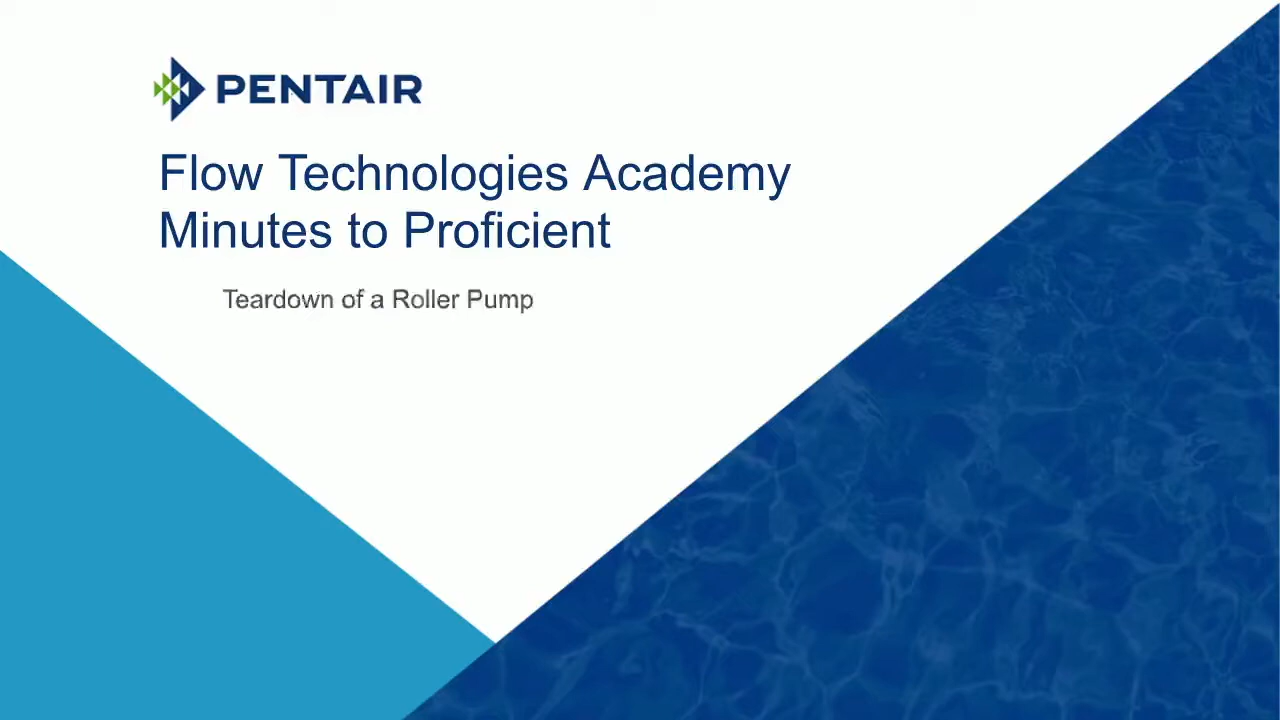 PENTAIR
Flow Technologies Academy
Minutes to Proficient
Teardown of a Roller Pump